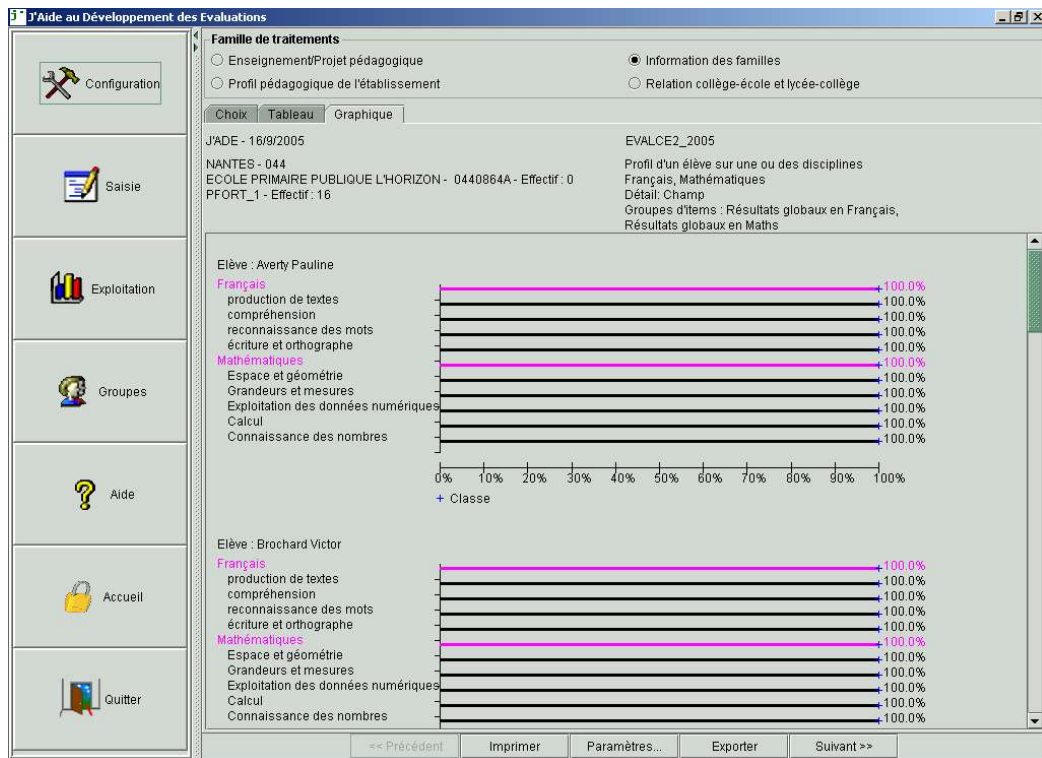 J'Aide au Développement des Evaluations
Configuration
Saisie
Exploitation
Groupes
Aide
Accueil
Quitter
Famille de traitements
Enseignement/Projet pédagogique
Information des familles
Profil pédagogique de l'établissement
Relation collège-école et lycée-collège
Choix
Tableau
Graphique
J'ADE - 16/9/2005
EVALCE2_2005
NANTES - 044
ECOLE PRIMAIRE PUBLIQUE L'HORIZON - 0440864A - Effectif : 0
PFORT_1 - Effectif : 16
Profil d'un élève sur une ou des disciplines
Français, Mathématiques
Détail: Champ
Groupes d'items : Résultats globaux en Français,
Résultats globaux en Maths
Elève : Averty Pauline
Français 100.0%
production de textes 100.0%
compréhension 100.0%
reconnaissance des mots 100.0%
écriture et orthographe 100.0%
Mathématiques 100.0%
Espace et géométrie 100.0%
Grandeurs et mesures 100.0%
Exploitation des données numériques 100.0%
Calcul 100.0%
Connaissance des nombres 100.0%
0% 10% 20% 30% 40% 50% 60% 70% 80% 90% 100%
+ Classe
Elève : Brochard Victor
Français 100.0%
production de textes 100.0%
compréhension 100.0%
reconnaissance des mots 100.0%
écriture et orthographe 100.0%
Mathématiques 100.0%
Espace et géométrie 100.0%
Grandeurs et mesures 100.0%
Exploitation des données numériques 100.0%
Calcul 100.0%
Connaissance des nombres 100.0%
<< Précédent
Imprimer
Paramètres...
Exporter
Suivant >>